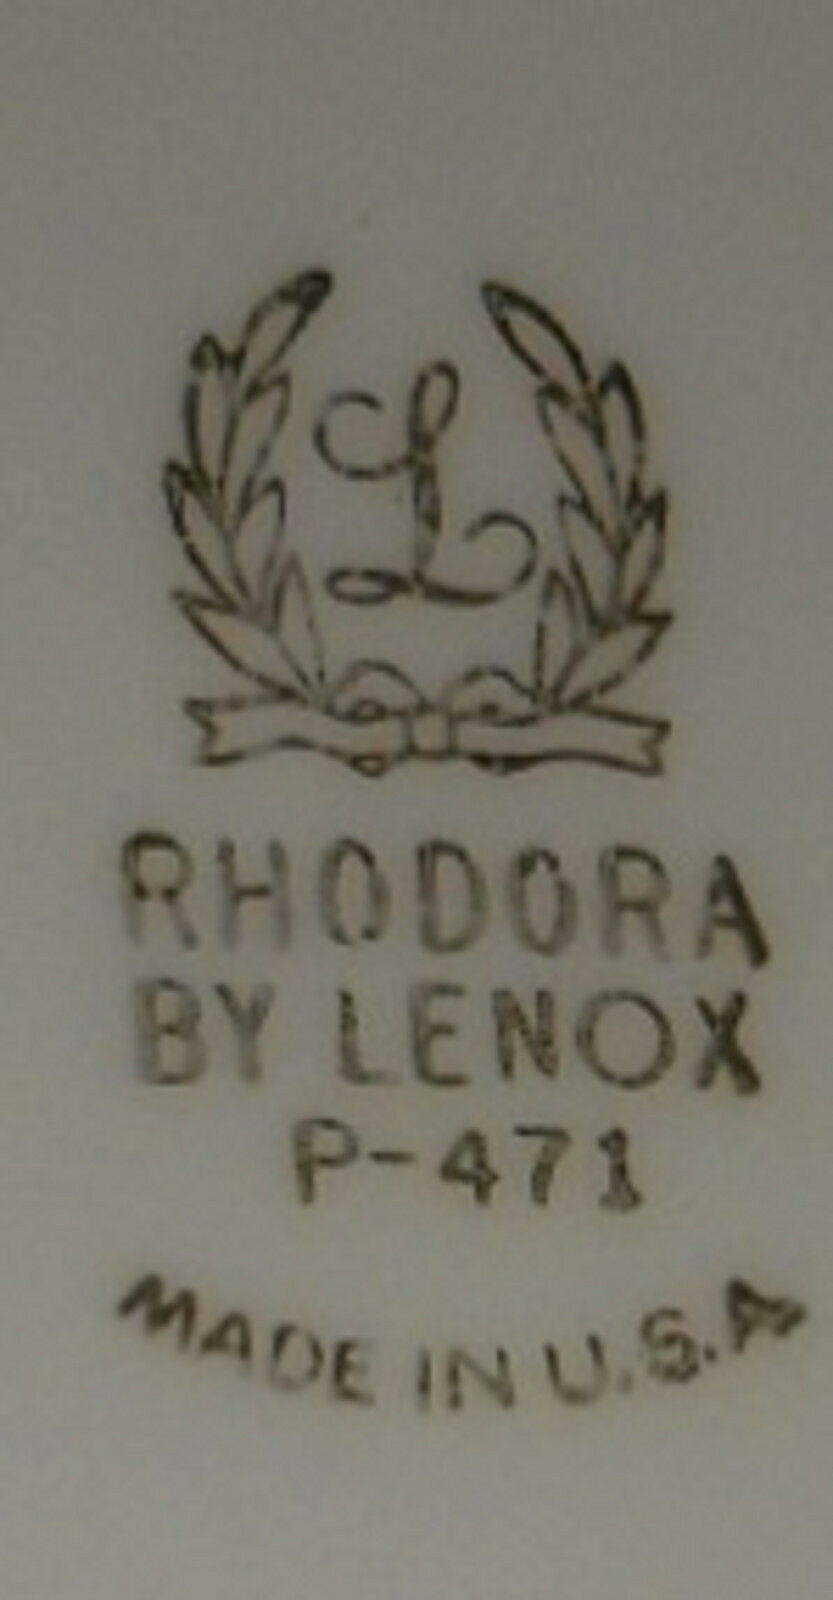 L
RHODORA
BY LENOX
P-471
MADE IN U.S.A.